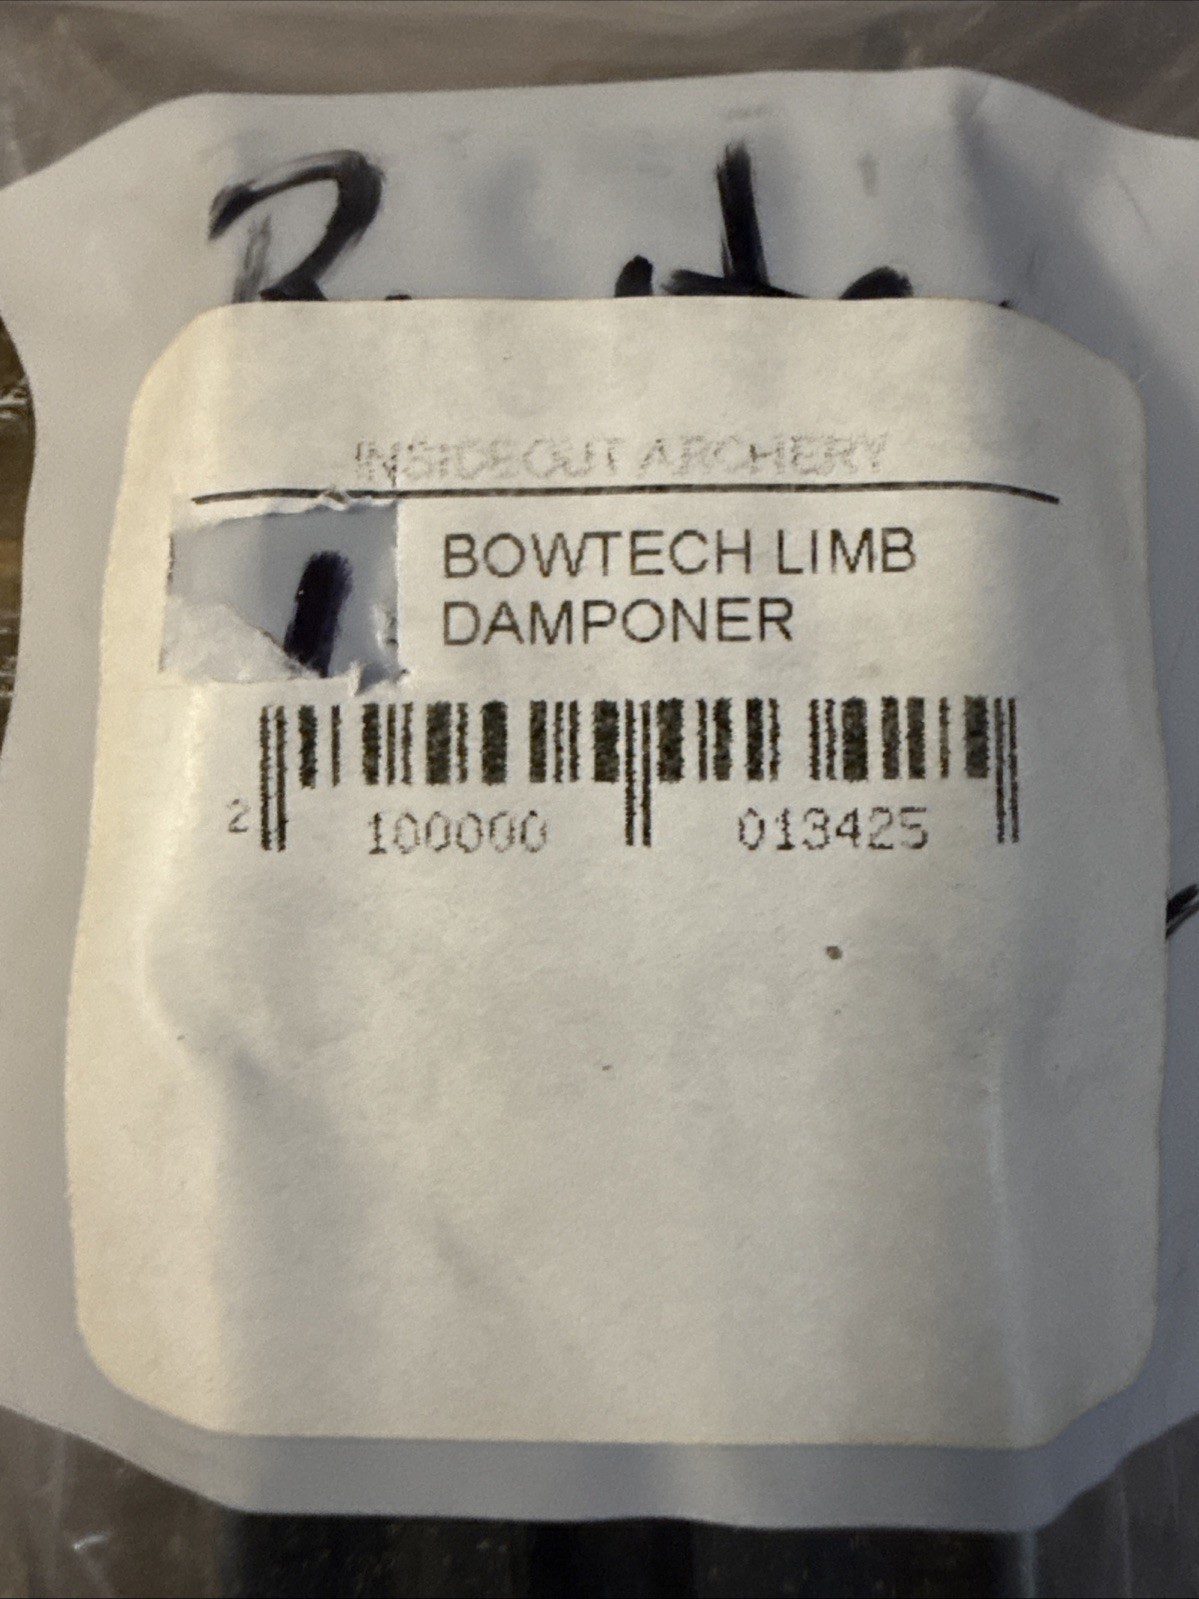 INSIDEOUT ARCHERY
BOWTECH LIMB
DAMPONER
2 100000 013425